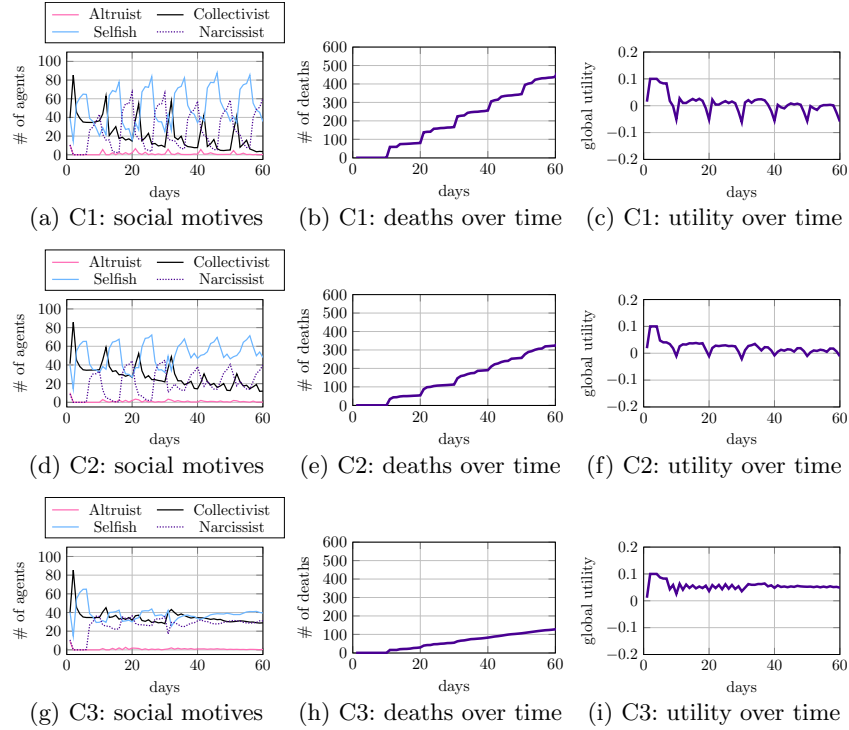 Altruist Collectivist
Selfish Narcissist
# of agents
100
80
60
40
20
0
0 20 40 60
days
(a) C1: social motives
# of deaths
600
500
400
300
200
100
0
0 20 40 60
days
(b) C1: deaths over time
global utility
0.2
0.1
0
−0.1
−0.2
0 20 40 60
days
(c) C1: utility over time
Altruist Collectivist
Selfish Narcissist
# of agents
100
80
60
40
20
0
0 20 40 60
days
(d) C2: social motives
# of deaths
600
500
400
300
200
100
0
0 20 40 60
days
(e) C2: deaths over time
global utility
0.2
0.1
0
−0.1
−0.2
0 20 40 60
days
(f) C2: utility over time
Altruist Collectivist
Selfish Narcissist
# of agents
100
80
60
40
20
0
0 20 40 60
days
(g) C3: social motives
# of deaths
600
500
400
300
200
100
0
0 20 40 60
days
(h) C3: deaths over time
global utility
0.2
0.1
0
−0.1
−0.2
0 20 40 60
days
(i) C3: utility over time